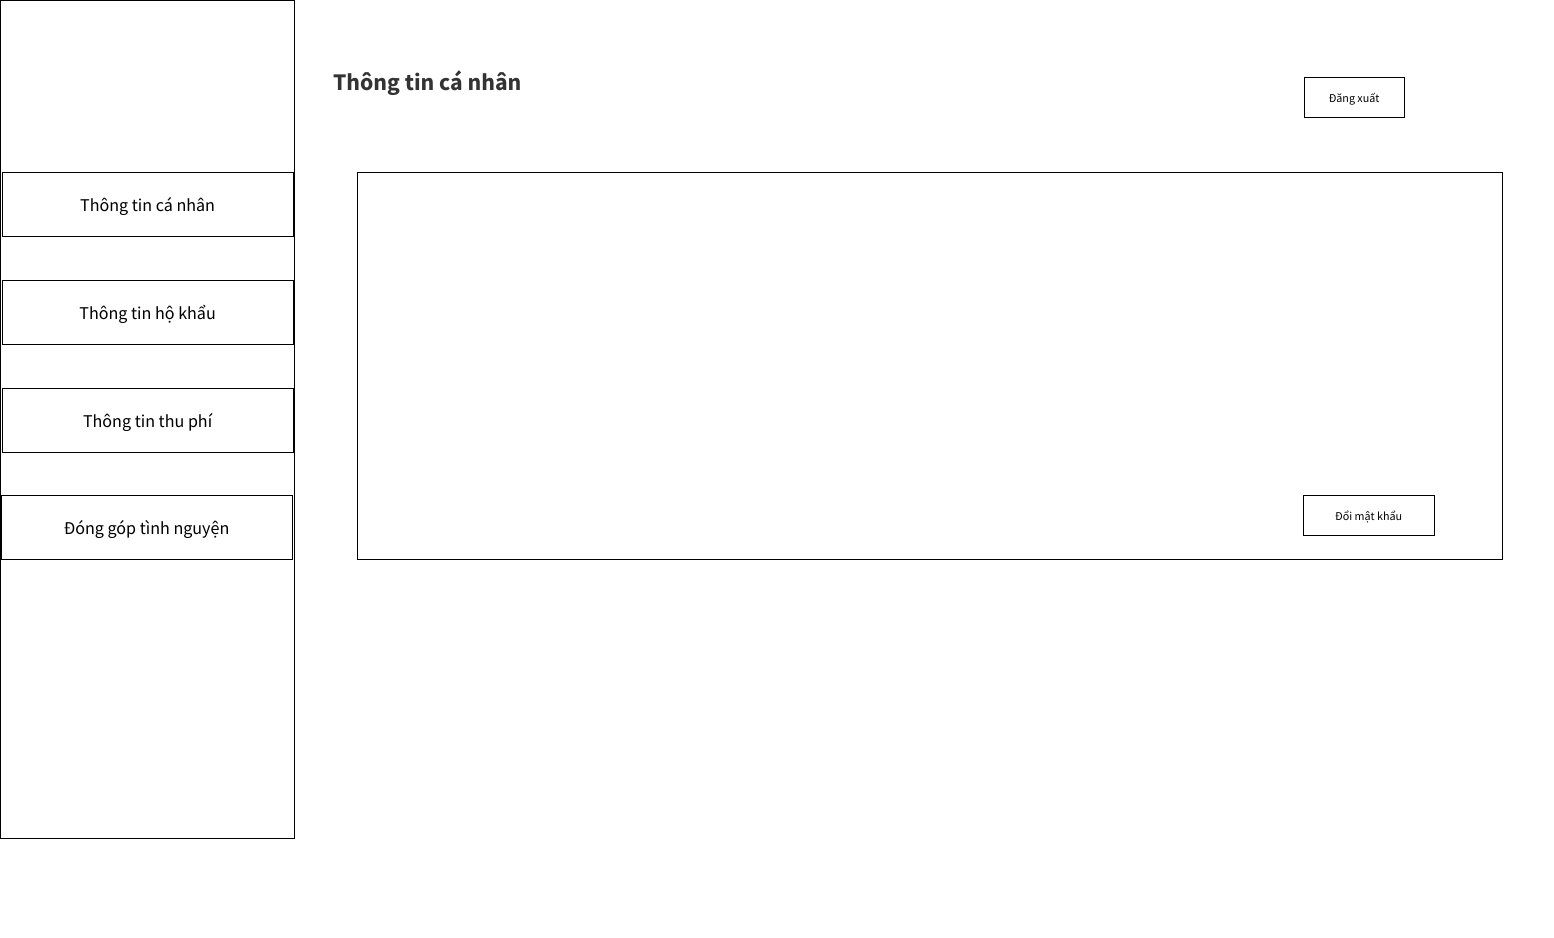 Thông tin cá nhân
Đăng xuất
Thông tin cá nhân
Thông tin hộ khẩu
Thông tin thu phí
Đóng góp tình nguyện
Đổi mật khẩu